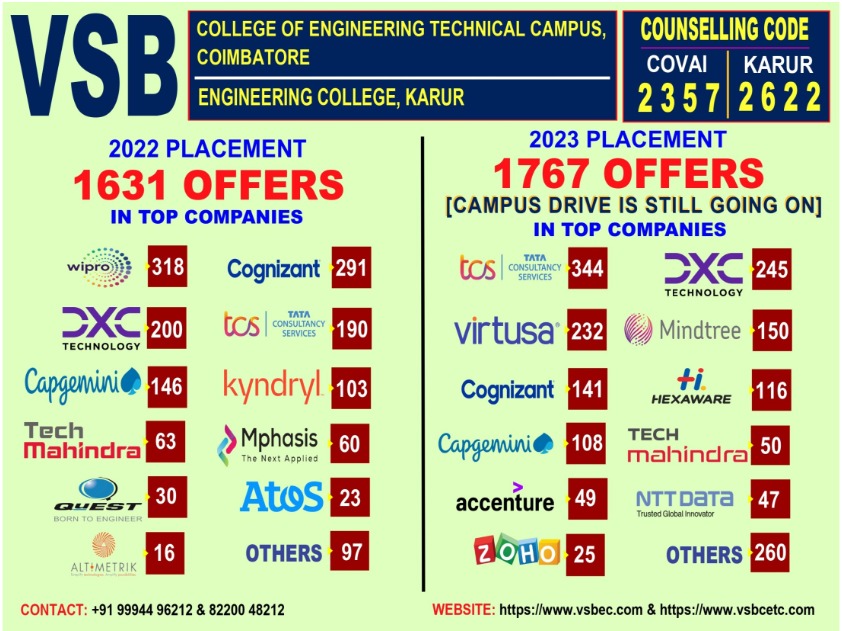 VSB
COLLEGE OF ENGINEERING TECHNICAL CAMPUS,
COIMBATORE
ENGINEERING COLLEGE, KARUR
COUNSELLING CODE
COVAI KARUR
2357 2622
2022 PLACEMENT
1631 OFFERS
IN TOP COMPANIES
wipro 318 Cognizant 291
DXC TECHNOLOGY 200 tcs TATA CONSULTANCY SERVICES 190
Capgemini 146 kyndryl 103
Tech Mahindra 63 Mphasis The Next Applied 60
QUEST BORN TO ENGINEER 30 Atos 23
ALTIMETRIK 16 OTHERS 97
2023 PLACEMENT
1767 OFFERS
[CAMPUS DRIVE IS STILL GOING ON]
IN TOP COMPANIES
tcs TATA CONSULTANCY SERVICES 344 DXC TECHNOLOGY 245
virtusa 232 Mindtree 150
Cognizant 141 Hi. HEXAWARE 116
Capgemini 108 TECH mahindra 50
accenture 49 NTT DATA Trusted Global Innovator 47
ZOHO 25 OTHERS 260
CONTACT: +91 99944 96212 & 82200 48212
WEBSITE: https://www.vsbec.com & https://www.vsbcetc.com